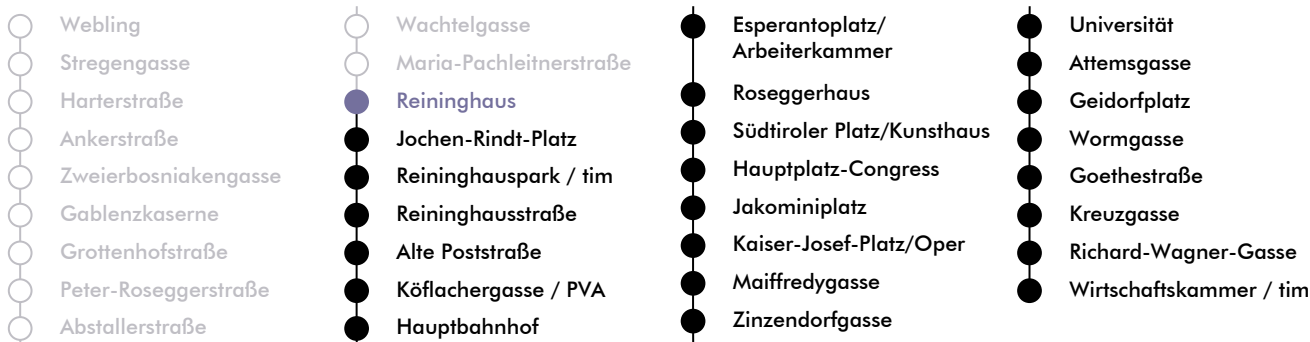 Webling
Stregengasse
Harterstraße
Ankerstraße
Zweierbosniakengasse
Gablenzkaserne
Grottenhofstraße
Peter-Roseggerstraße
Abstallerstraße
Wachtelgasse
Maria-Pachleitnerstraße
Reininghaus
Jochen-Rindt-Platz
Reininghauspark / tim
Reininghausstraße
Alte Poststraße
Köflachergasse / PVA
Hauptbahnhof
Esperantoplatz/
Arbeiterkammer
Roseggerhaus
Südtiroler Platz/Kunsthaus
Hauptplatz-Congress
Jakominiplatz
Kaiser-Josef-Platz/Oper
Maiffredygasse
Zinzendorfgasse
Universität
Attemsgasse
Geidorfplatz
Wormgasse
Goethestraße
Kreuzgasse
Richard-Wagner-Gasse
Wirtschaftskammer / tim